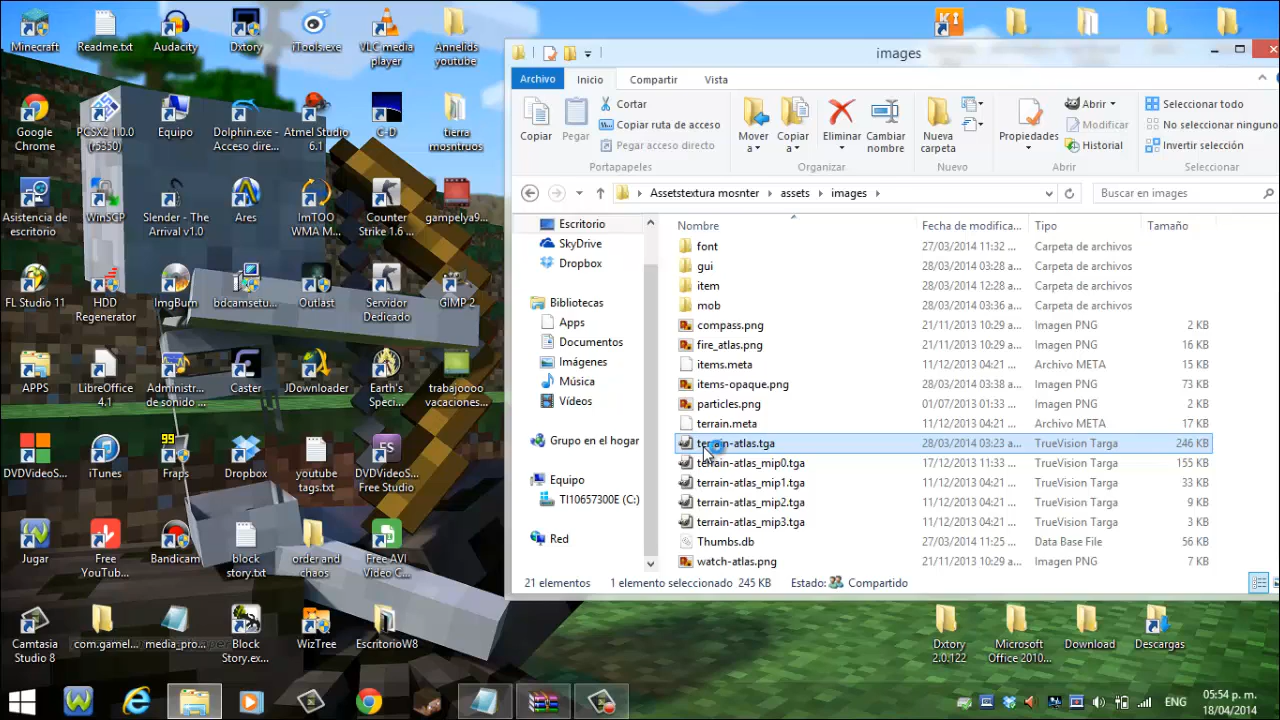 Minecraft
Readme.txt
Audacity
Dxtory
iTools.exe
VLC media
player
Annelids
youtube
Google
Chrome
PCSX2 1.0.0
(r5350)
Equipo
Dolphin.exe -
Acceso dire...
Atmel Studio
6.1
C-D
tierra
mosntruos
Asistencia de
escritorio
WinSCP
Slender - The
Arrival v1.0
Ares
ImTOO
WMA M...
Counter
Strike 1.6
gampelya9...
FL Studio 11
HDD
Regenerator
ImgBurn
bdcamsetu...
Outlast
Servidor
Dedicado
GIMP 2
APPS
LibreOffice
4.1
Administr...
de sonido ...
Caster
JDownloader
Earth's
Speci...
trabajoooo
vacaciones...
DVDVideoS...
iTunes
99
Fraps
Dropbox
youtube
tags.txt
FS
DVDVideoS...
Free Studio
Jugar
Free
YouTub...
Bandicam
block
story.txt
order and
chaos
Free AVI
Video C...
Camtasia
Studio 8
com.gamel...
media_pro...
Block
Story.ex...
WizTree
EscritorioW8
images
Archivo
Inicio
Compartir
Vista
Copiar
Pegar
Cortar
Copiar ruta de acceso
Pegar acceso directo
Portapapeles
Mover
a
Copiar
a
Eliminar
Cambiar
nombre
Organizar
Nueva
carpeta
Nuevo
Propiedades
Abrir
Modificar
Historial
Abrir
Seleccionar todo
No seleccionar ninguno
Invertir selección
Seleccionar
Assetstextura mosnter
assets
images
Buscar en images
Escritorio
SkyDrive
Dropbox
Bibliotecas
Apps
Documentos
Imágenes
Música
Vídeos
Grupo en el hogar
Equipo
TI10657300E (C:)
Red
Nombre Fecha de modifica... Tipo Tamaño
font 27/03/2014 11:32 ... Carpeta de archivos
gui 28/03/2014 03:28 a... Carpeta de archivos
item 28/03/2014 12:28 ... Carpeta de archivos
mob 28/03/2014 03:36 a... Carpeta de archivos
compass.png 21/11/2013 10:29 a... Imagen PNG 2 KB
fire_atlas.png 21/11/2013 10:29 a... Imagen PNG 16 KB
items.meta 11/12/2013 04:21 ... Archivo META 15 KB
items-opaque.png 28/03/2014 03:38 a... Imagen PNG 73 KB
particles.png 01/07/2013 01:33 ... Imagen PNG 2 KB
terrain.meta 11/12/2013 04:21 ... Archivo META 17 KB
terrain-atlas.tga 28/03/2014 03:23 a... TrueVision Targa 246 KB
terrain-atlas_mip0.tga 17/12/2013 11:33 ... TrueVision Targa 155 KB
terrain-atlas_mip1.tga 11/12/2013 04:21 ... TrueVision Targa 33 KB
terrain-atlas_mip2.tga 11/12/2013 04:21 ... TrueVision Targa 9 KB
terrain-atlas_mip3.tga 11/12/2013 04:21 ... TrueVision Targa 3 KB
Thumbs.db 27/03/2014 11:25 ... Data Base File 56 KB
watch-atlas.png 21/11/2013 10:29 a... Imagen PNG 7 KB
21 elementos 1 elemento seleccionado 245 KB Estado: Compartido
Dxtory
2.0.122
Microsoft
Office 2010...
Download
Descargas
ENG
05:54 p. m.
18/04/2014